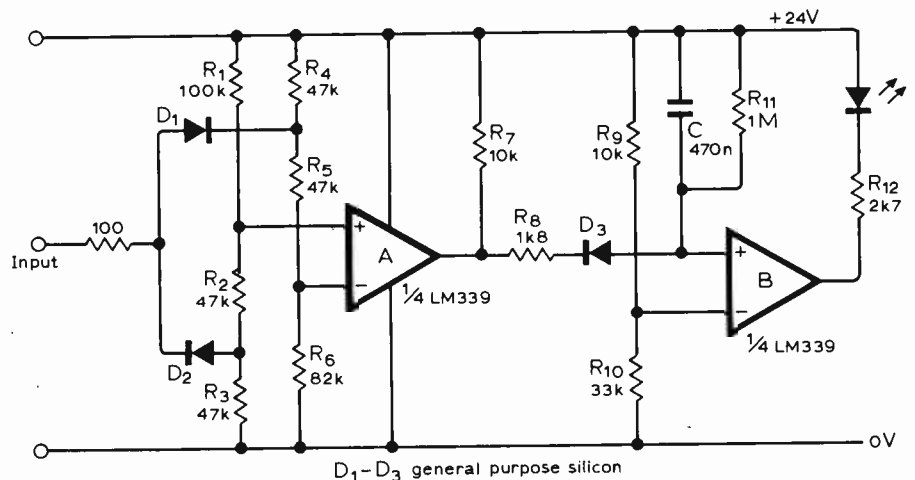 +24V
R1
100k
R4
47k
D1
R5
47k
R7
10k
R9
10k
C
470n
R11
1M
R12
2k7
100
Input
R2
47k
D2
R3
47k
R6
82k
+
A
−
1/4 LM339
R8
1k8
D3
+
B
−
1/4 LM339
R10
33k
0V
D1-D3 general purpose silicon